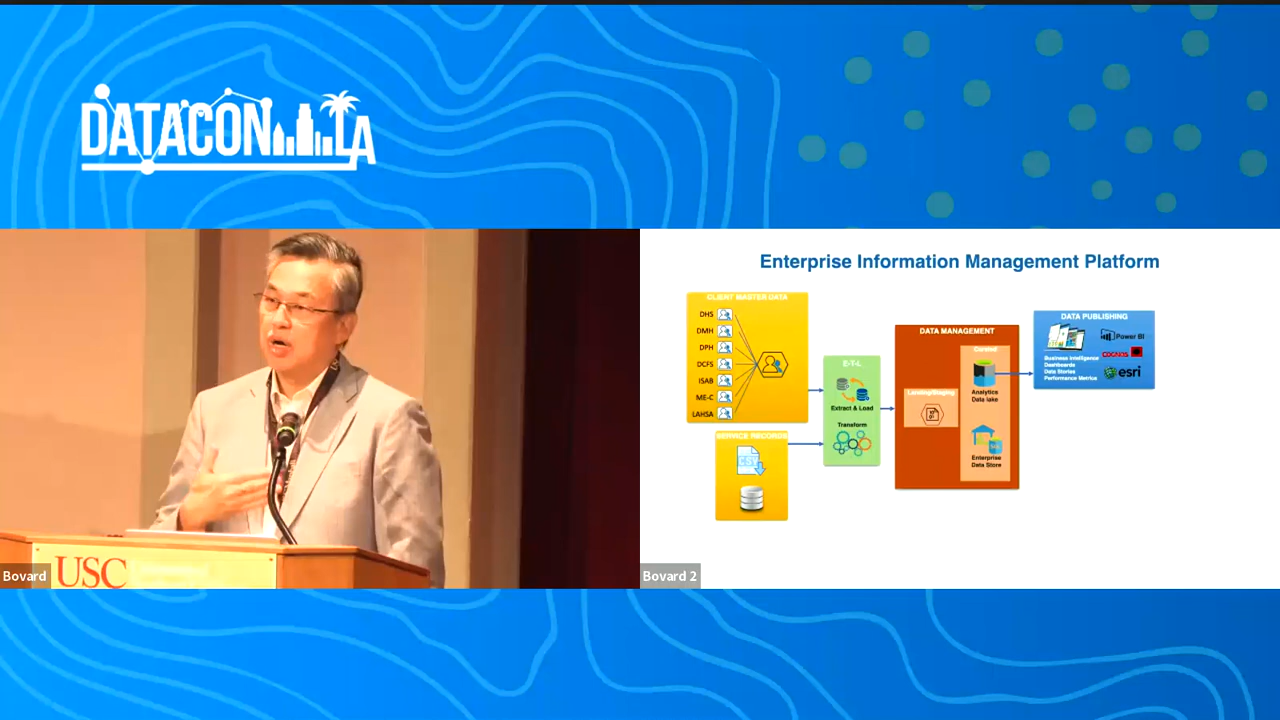 DATACON LA
Bovard
USC
Bovard 2
Enterprise Information Management Platform
CLIENT MASTER DATA
DHS
DMH
DPH
DCFS
ISAB
ME-C
LAHSA
SERVICE RECORDS
CSV
E-T-L
Extract & Load
Transform
DATA MANAGEMENT
Landing/Staging
Curated
Analytics
Data lake
Enterprise
Data Store
DATA PUBLISHING
Power BI
COGNOS
esri
Business Intelligence
Dashboards
Data Stories
Performance Metrics